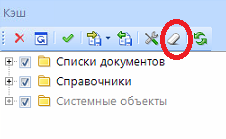 Кэш
Списки документов
Справочники
Системные объекты